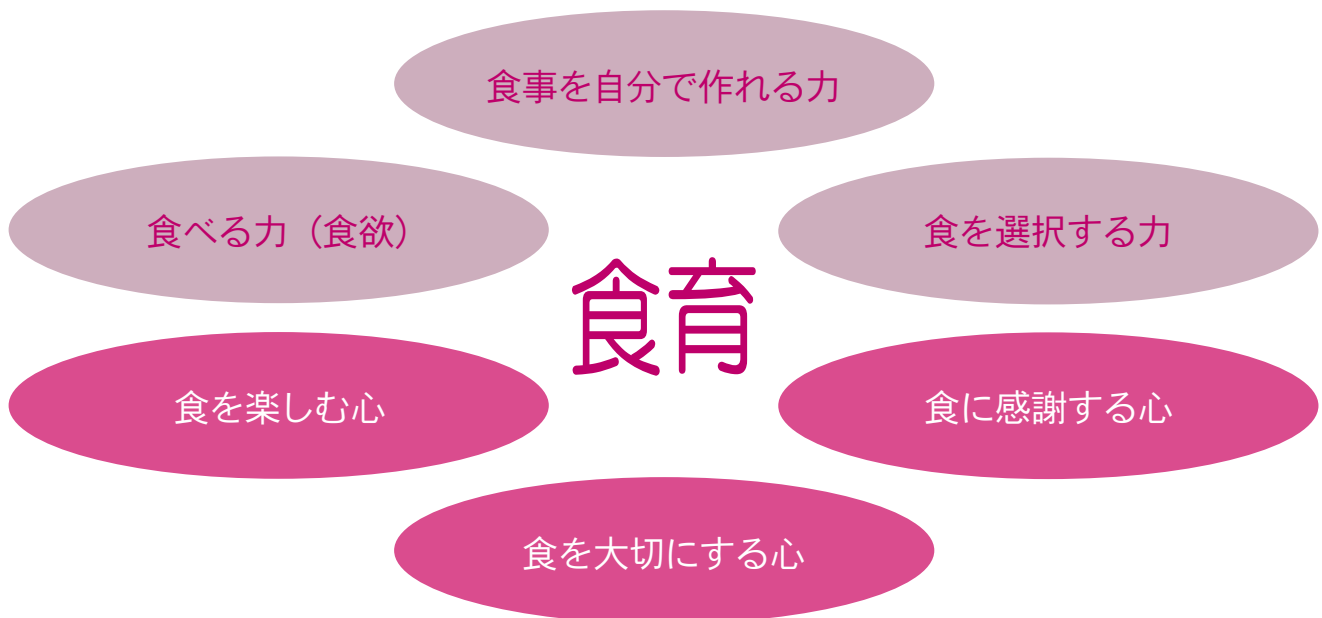 食事を自分で作れる力
食べる力（食欲）
食を選択する力
食育
食を楽しむ心
食に感謝する心
食を大切にする心